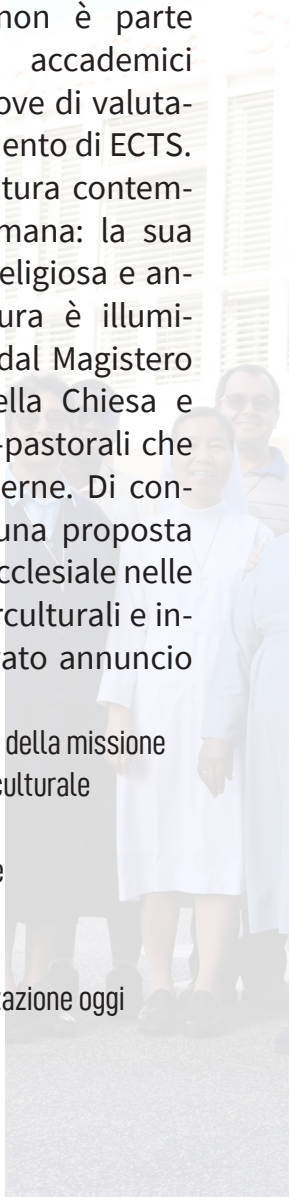 non è parte
accademici
ove di valuta-
ento di ECTS.
tura contem-
mana: la sua
eligiosa e an-
ura è illumi-
dal Magistero
ella Chiesa e
-pastorali che
erne. Di con-
una proposta
cclesiale nelle
rculturali e in-
ato annuncio
della missione
culturale
e
azione oggi